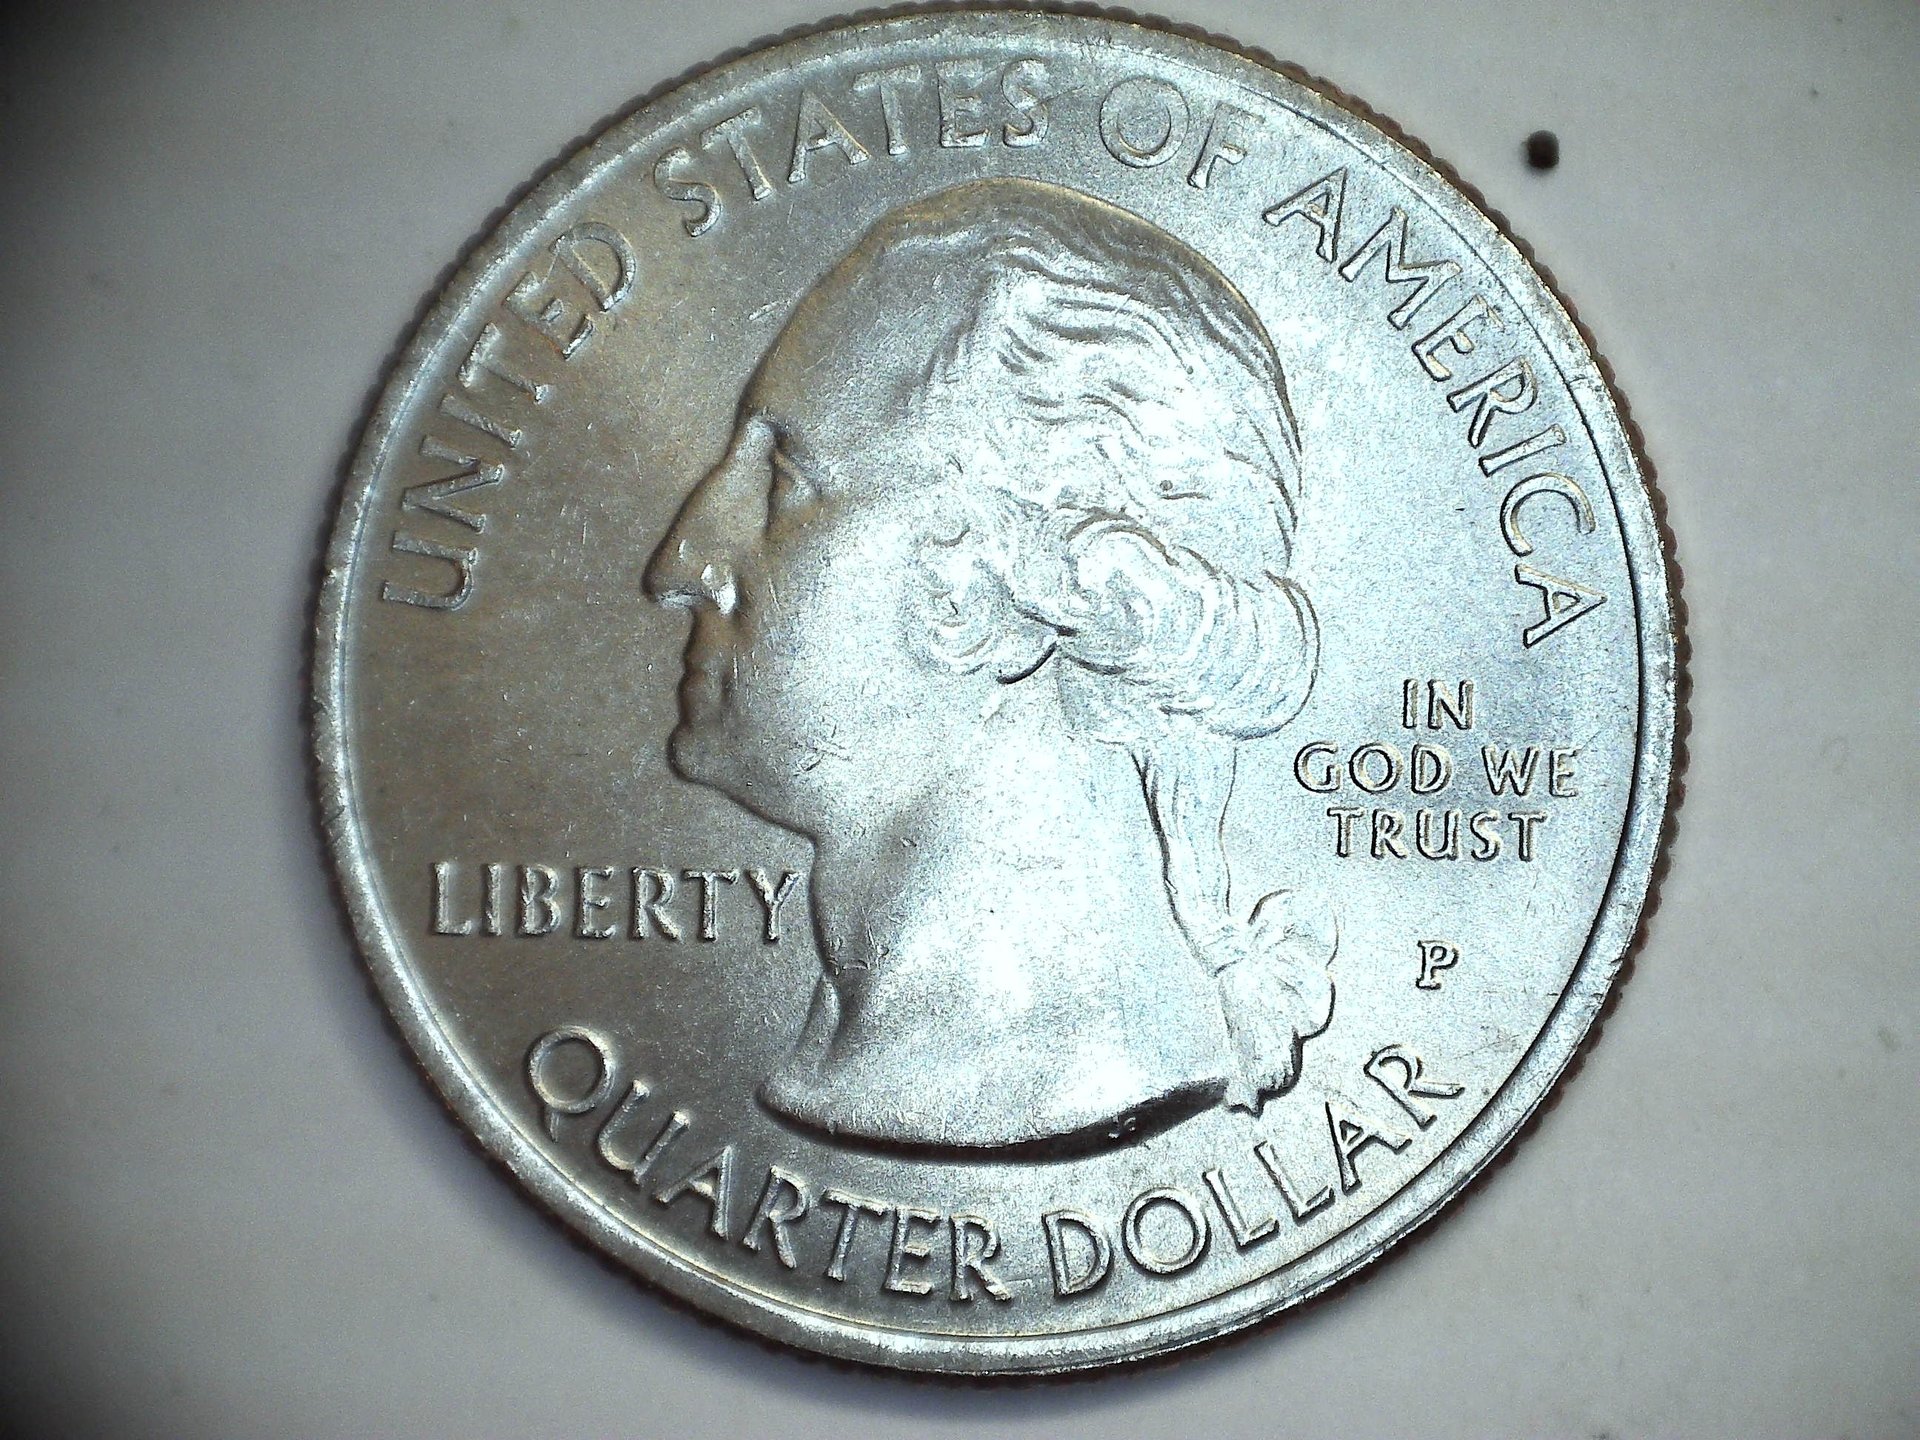 UNITED STATES OF AMERICA
LIBERTY
IN
GOD WE
TRUST
P
QUARTER DOLLAR